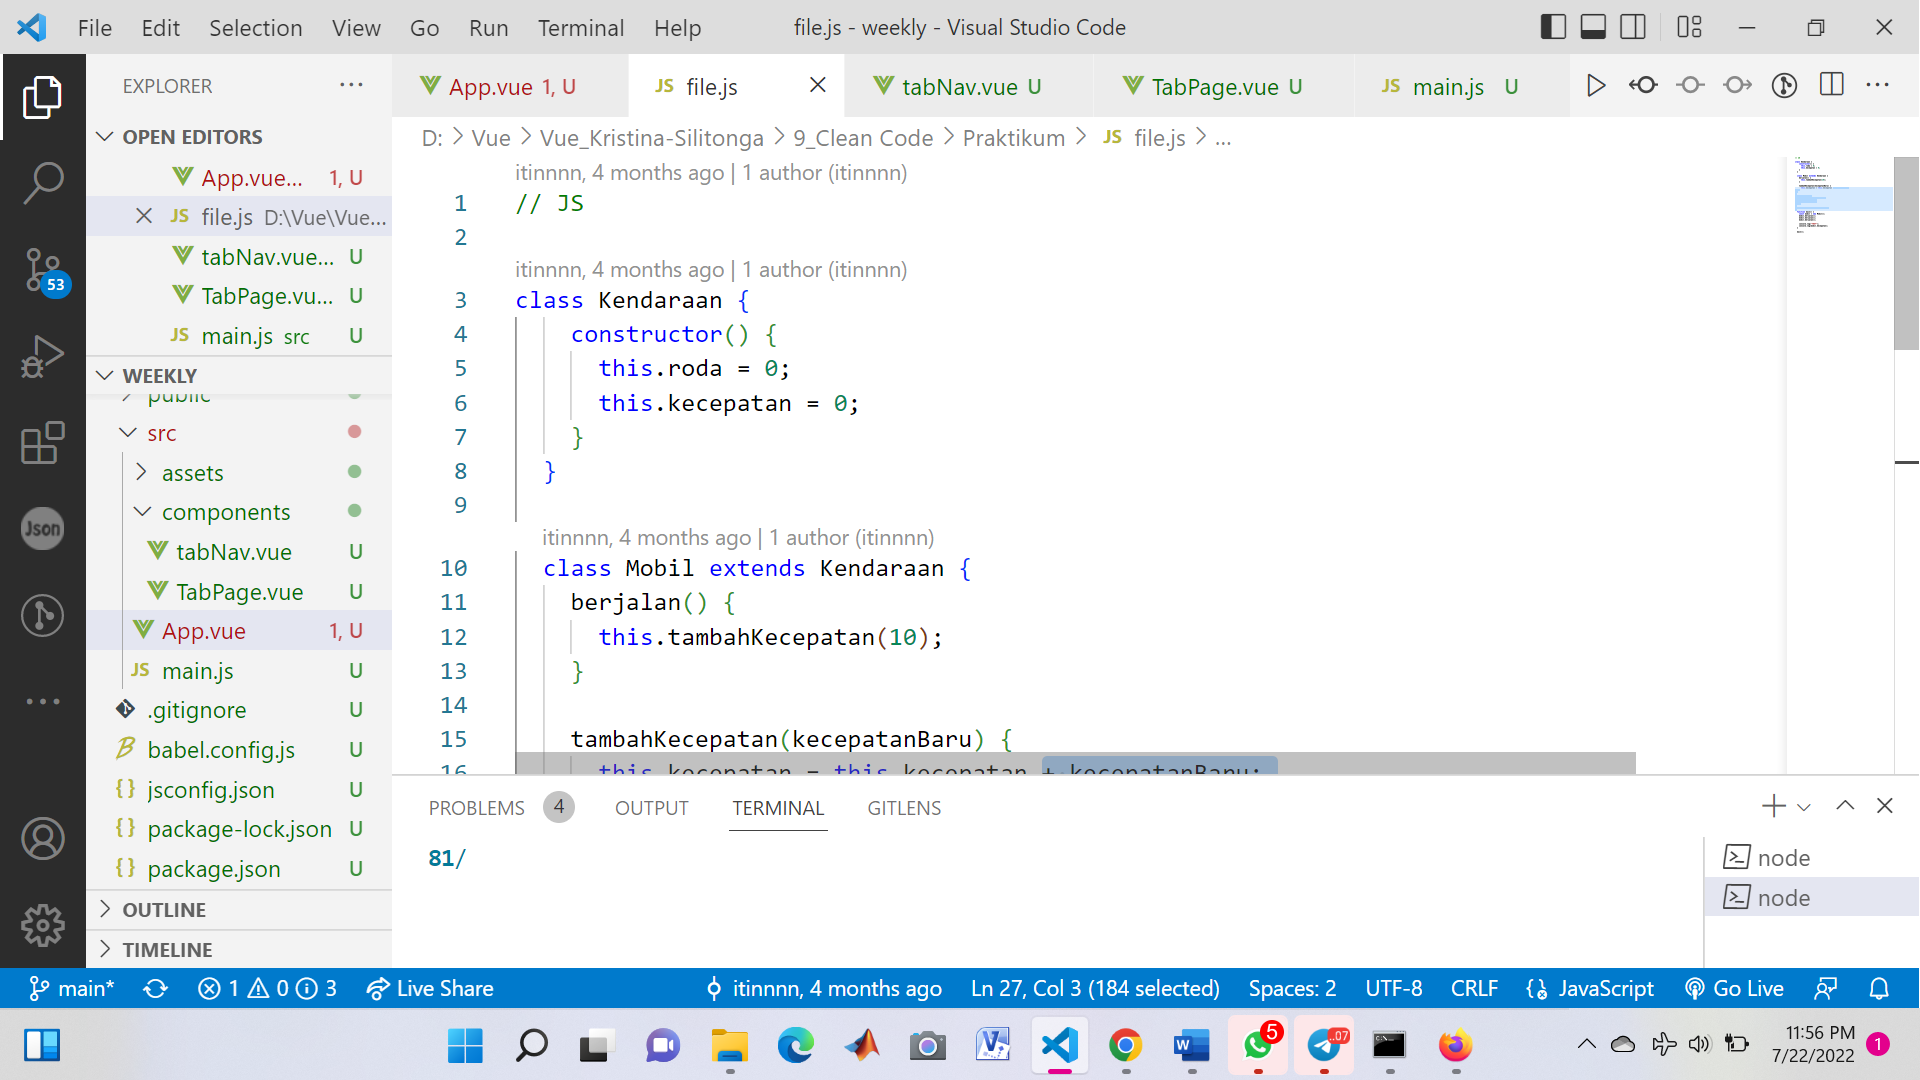 File Edit Selection View Go Run Terminal Help file.js - weekly - Visual Studio Code
EXPLORER
OPEN EDITORS
App.vue... 1, U
file.js D:\Vue\Vue...
tabNav.vue... U
TabPage.vu... U
main.js src U
WEEKLY
public
src
assets
components
tabNav.vue U
TabPage.vue U
App.vue 1, U
main.js U
.gitignore U
babel.config.js U
jsconfig.json U
package-lock.json U
package.json U
OUTLINE
TIMELINE
53
Json
App.vue 1, U JS file.js tabNav.vue U TabPage.vue U JS main.js U
D: > Vue > Vue_Kristina-Silitonga > 9_Clean Code > Praktikum > JS file.js > ...
itinnnn, 4 months ago | 1 author (itinnnn)
1 // JS
2
itinnnn, 4 months ago | 1 author (itinnnn)
3 class Kendaraan {
4 constructor() {
5 this.roda = 0;
6 this.kecepatan = 0;
7 }
8 }
9
itinnnn, 4 months ago | 1 author (itinnnn)
10 class Mobil extends Kendaraan {
11 berjalan() {
12 this.tambahKecepatan(10);
13 }
14
15 tambahKecepatan(kecepatanBaru) {
16 this.kecepatan = this.kecepatan + kecepatanBaru;
PROBLEMS 4 OUTPUT TERMINAL GITLENS
81/
node
node
main* 1 0 3 Live Share itinnnn, 4 months ago Ln 27, Col 3 (184 selected) Spaces: 2 UTF-8 CRLF JavaScript Go Live
5
..07
11:56 PM
7/22/2022
1